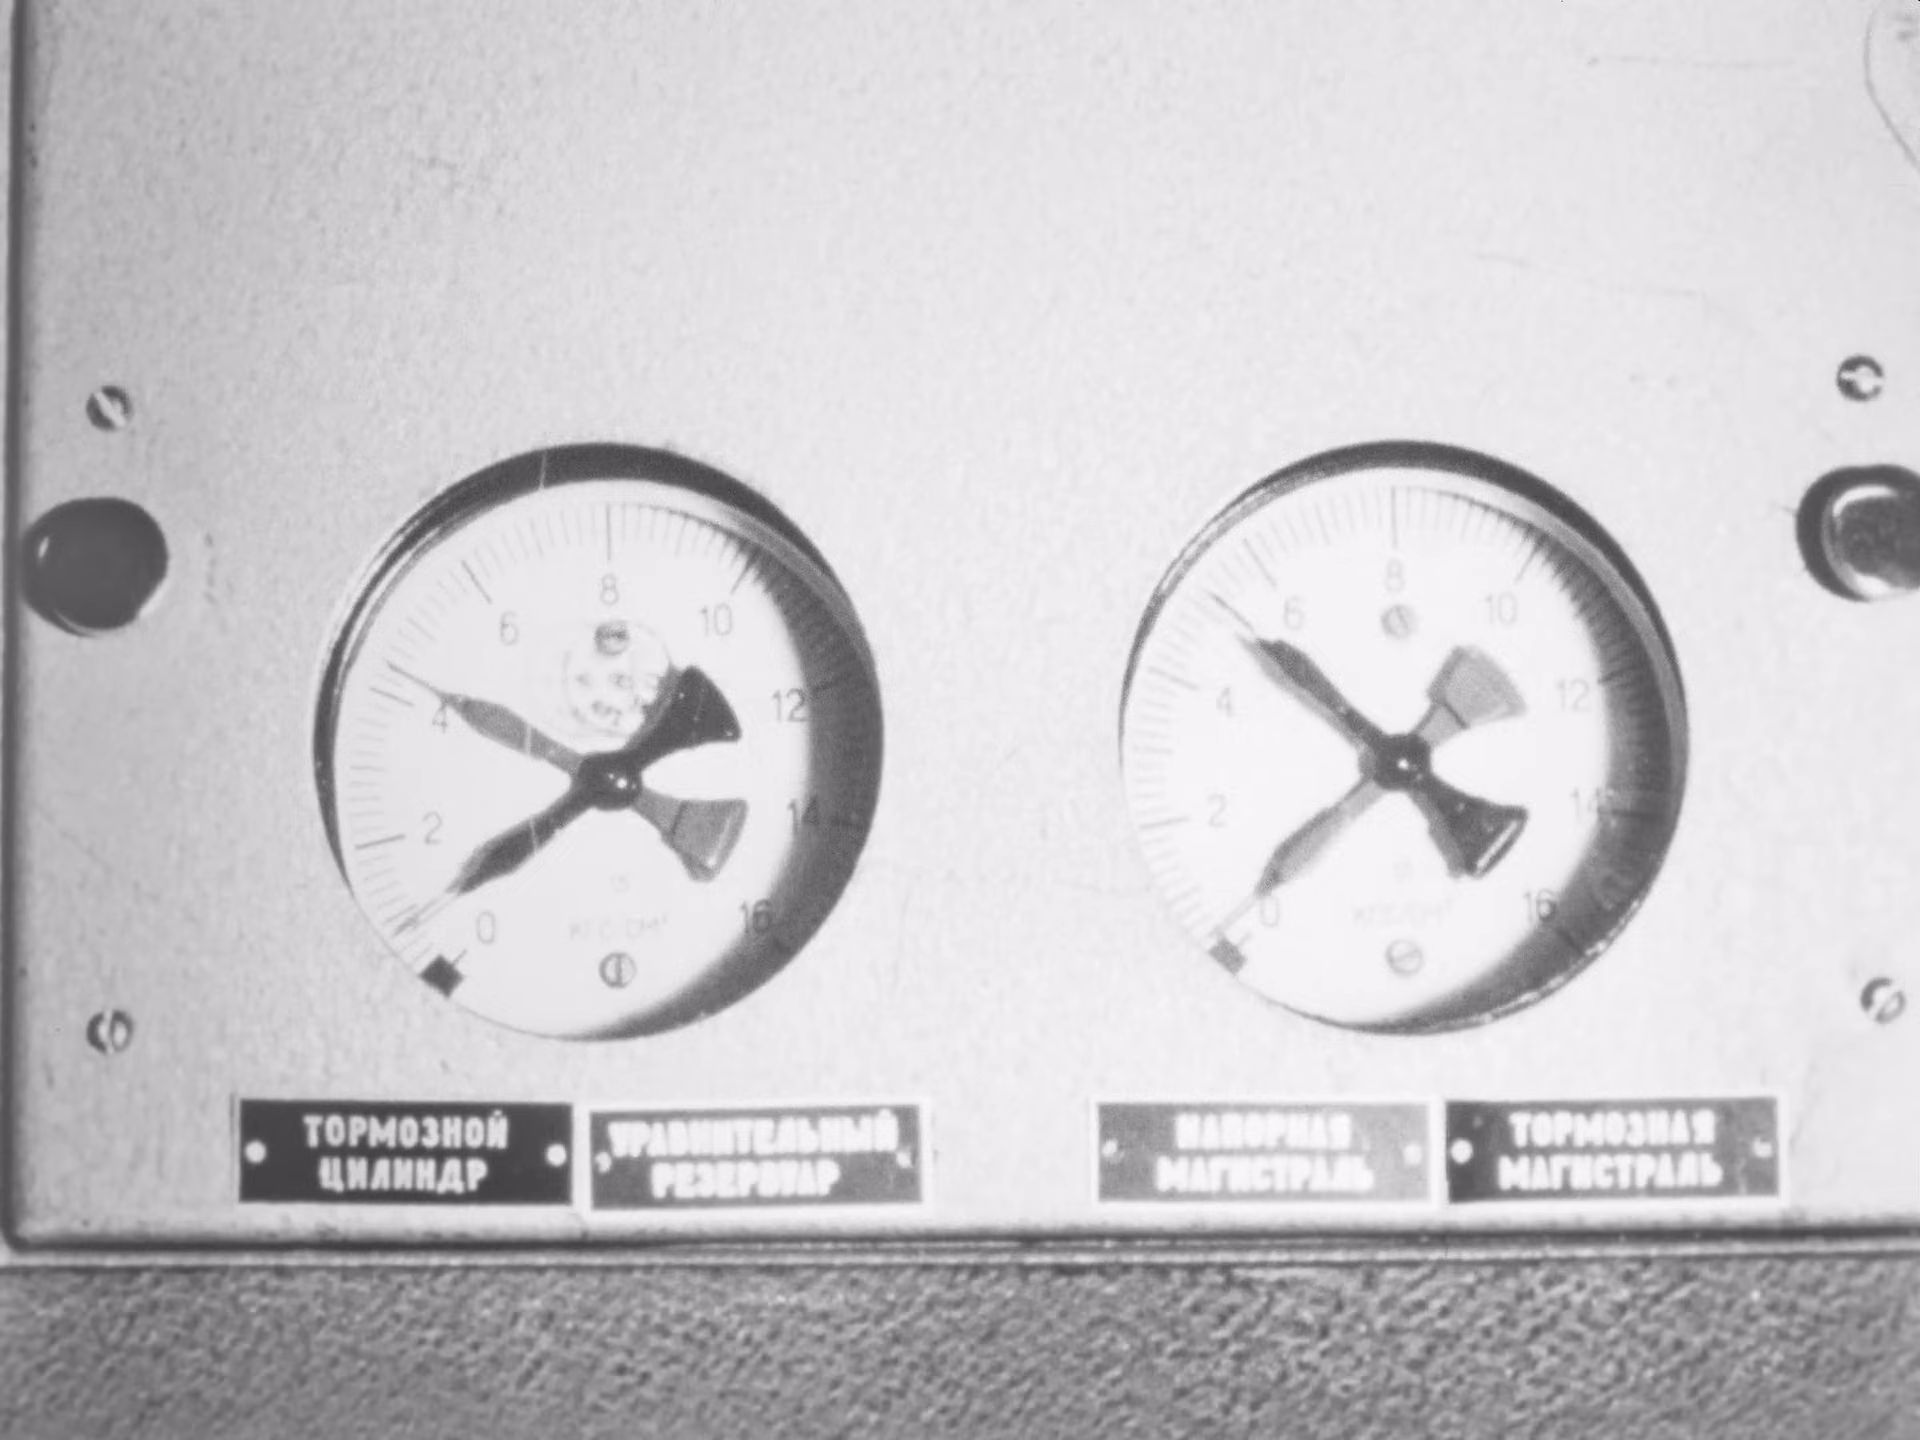 8
6
10
4
12
2
14
0
16
КГС/СМ²
8
6
10
4
12
2
14
0
16
КГС/СМ²
ТОРМОЗНОЙ
ЦИЛИНДР
УРАВНИТЕЛЬНЫЙ
РЕЗЕРВУАР
НАПОРНАЯ
МАГИСТРАЛЬ
ТОРМОЗНАЯ
МАГИСТРАЛЬ